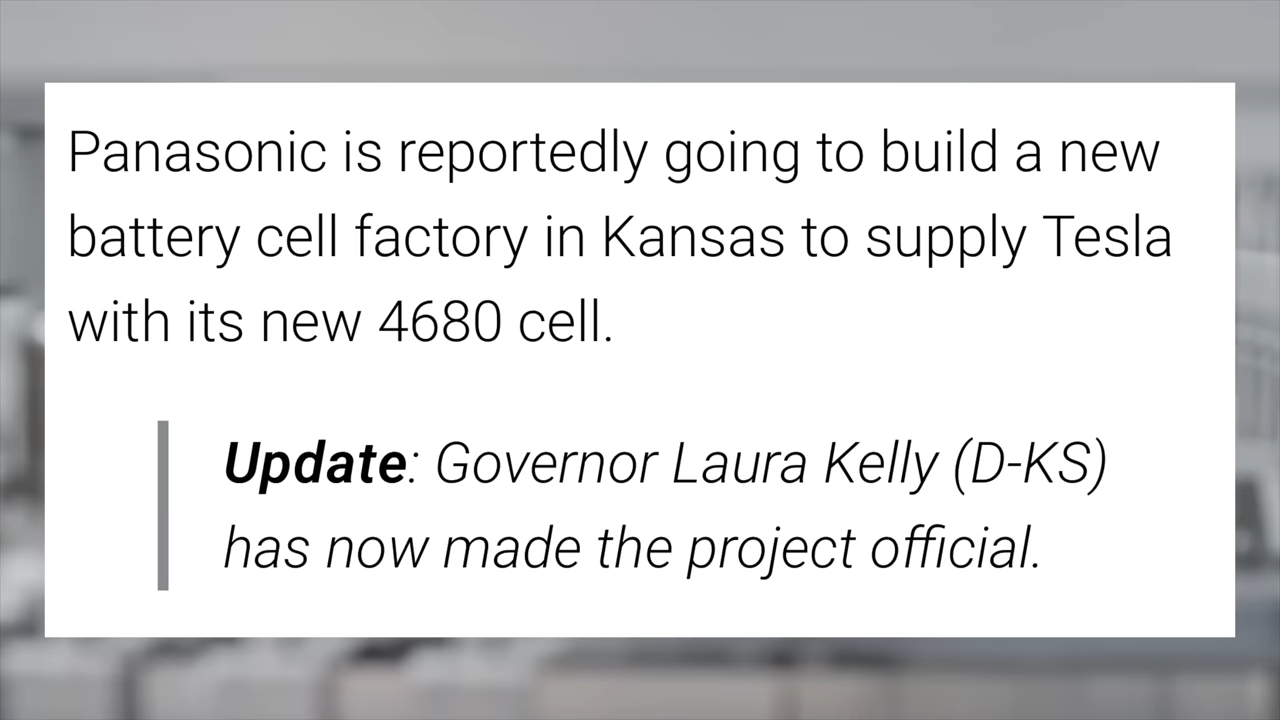 Panasonic is reportedly going to build a new
battery cell factory in Kansas to supply Tesla
with its new 4680 cell.
Update: Governor Laura Kelly (D-KS)
has now made the project official.